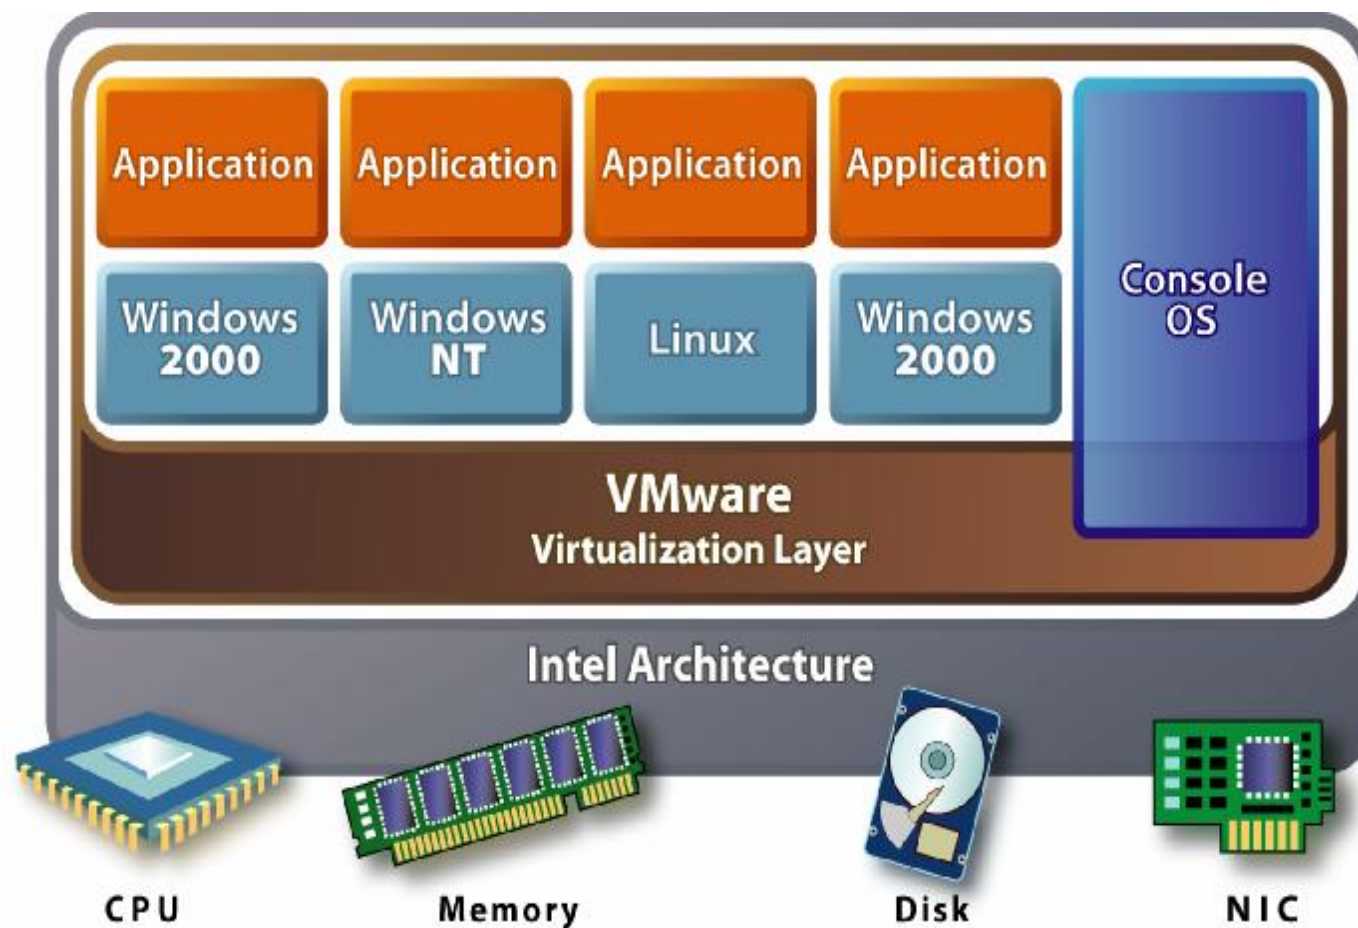 Application
Application
Application
Application
Windows
2000
Windows
NT
Linux
Windows
2000
Console
OS
VMware
Virtualization Layer
Intel Architecture
CPU
Memory
Disk
NIC